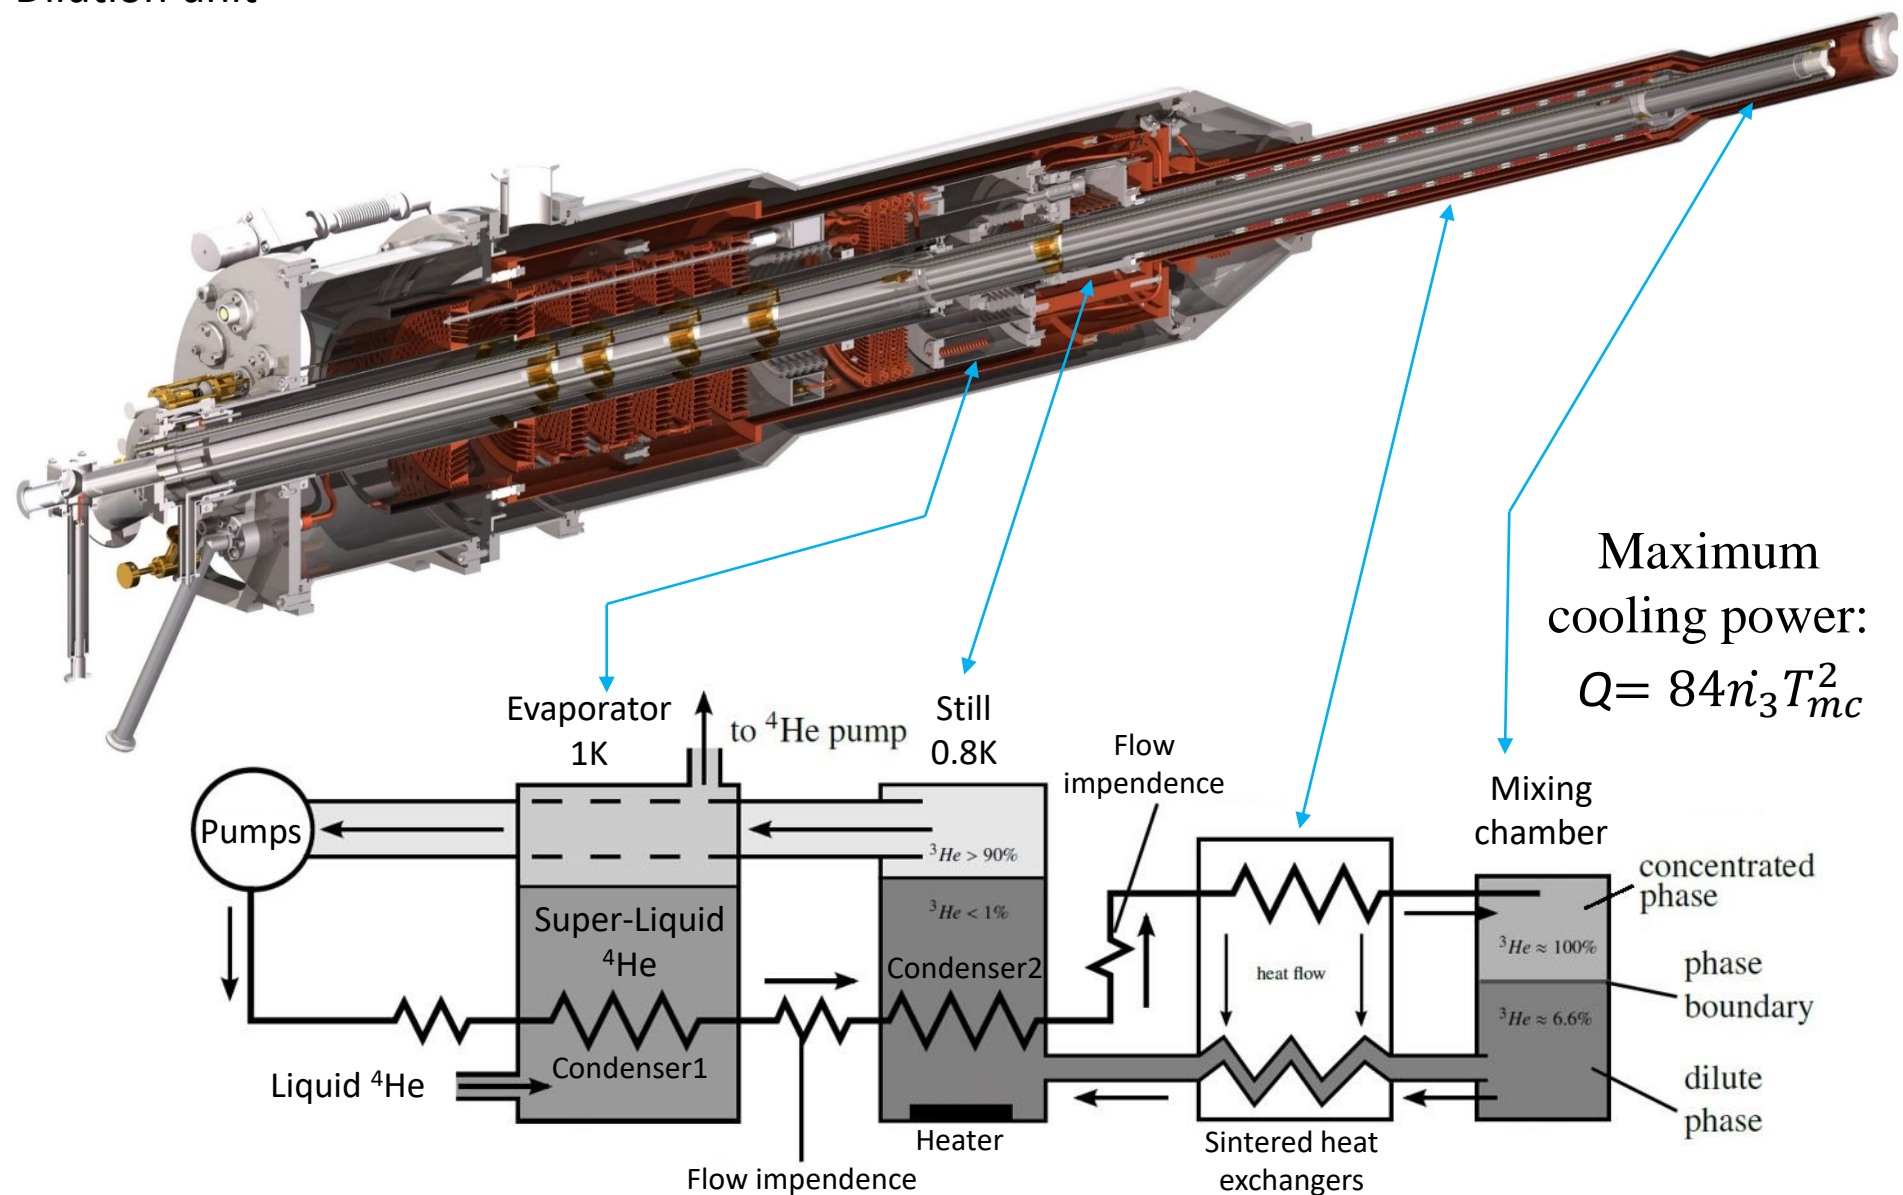 Dilution unit
Maximum
cooling power:
Q= 84ṅ₃T²mc
Evaporator
1K
to ⁴He pump
Still
0.8K
Flow
impendence
Mixing
chamber
Pumps
³He > 90%
³He < 1%
Super-Liquid
⁴He
Condenser2
Condenser1
Liquid ⁴He
Heater
Flow impendence
heat flow
Sintered heat
exchangers
concentrated
phase
³He ≈ 100%
phase
boundary
³He ≈ 6.6%
dilute
phase